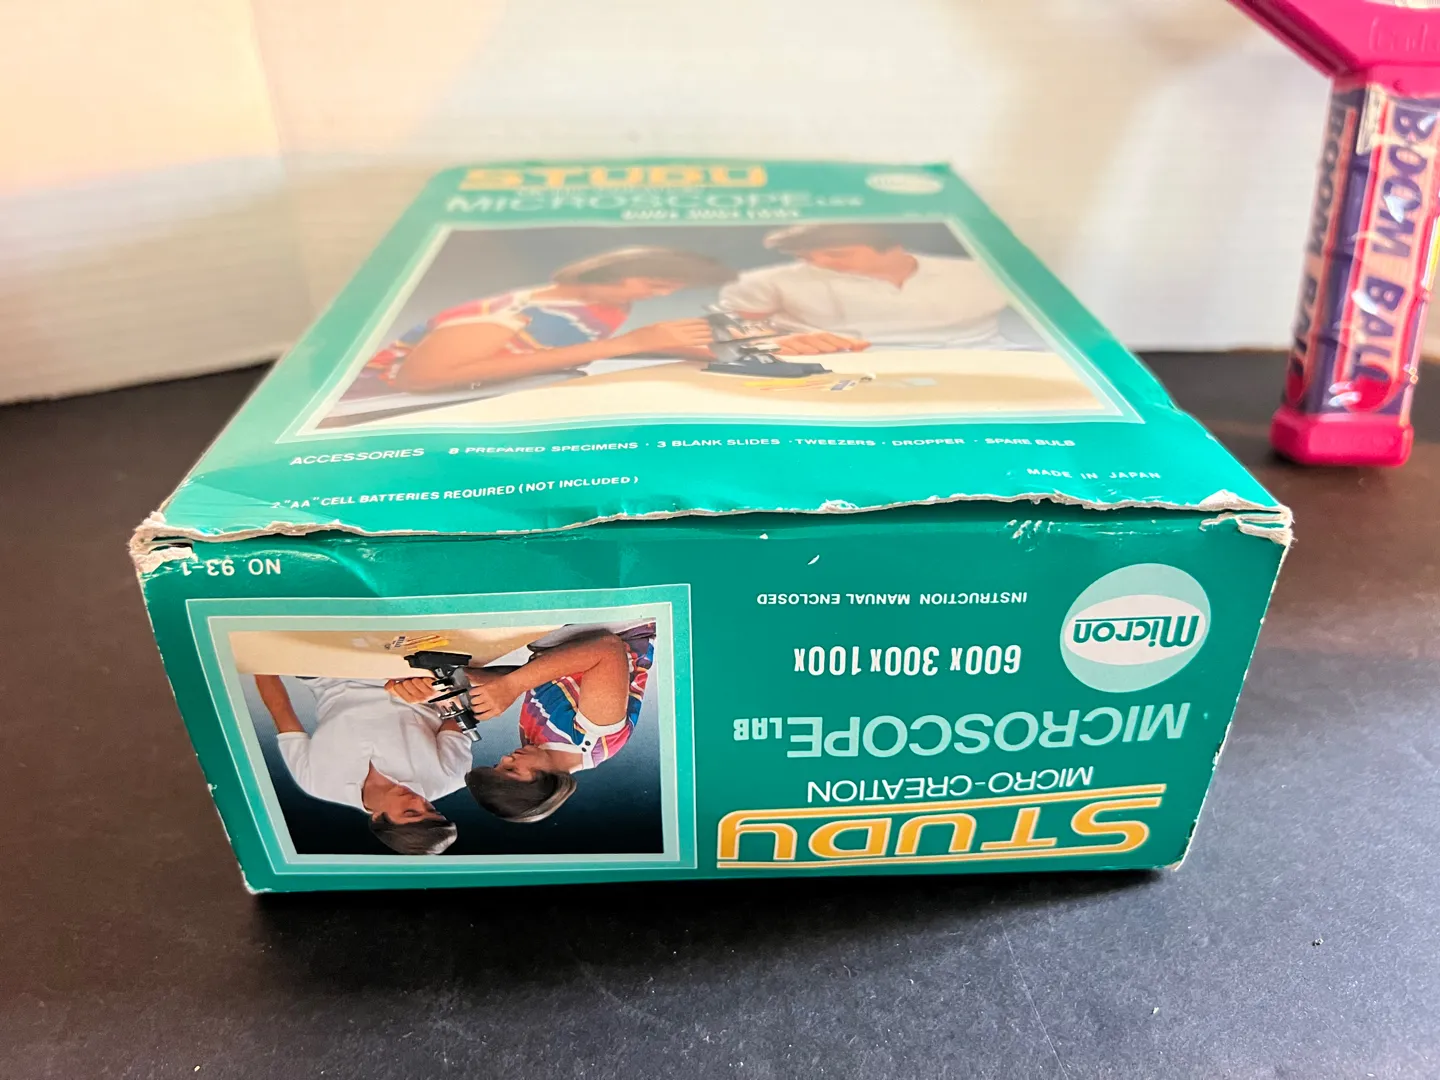 STUDY
MICROSCOPE LAB
ACCESSORIES 8 PREPARED SPECIMENS · 3 BLANK SLIDES · TWEEZERS · DROPPER · SPARE BULB
"AA" CELL BATTERIES REQUIRED (NOT INCLUDED)
MADE IN JAPAN
STUDY
MICRO-CREATION
MICROSCOPE LAB
600x 300x 100x
Micron
INSTRUCTION MANUAL ENCLOSED
NO 93-1
BOOM BALL
BOOM BALL